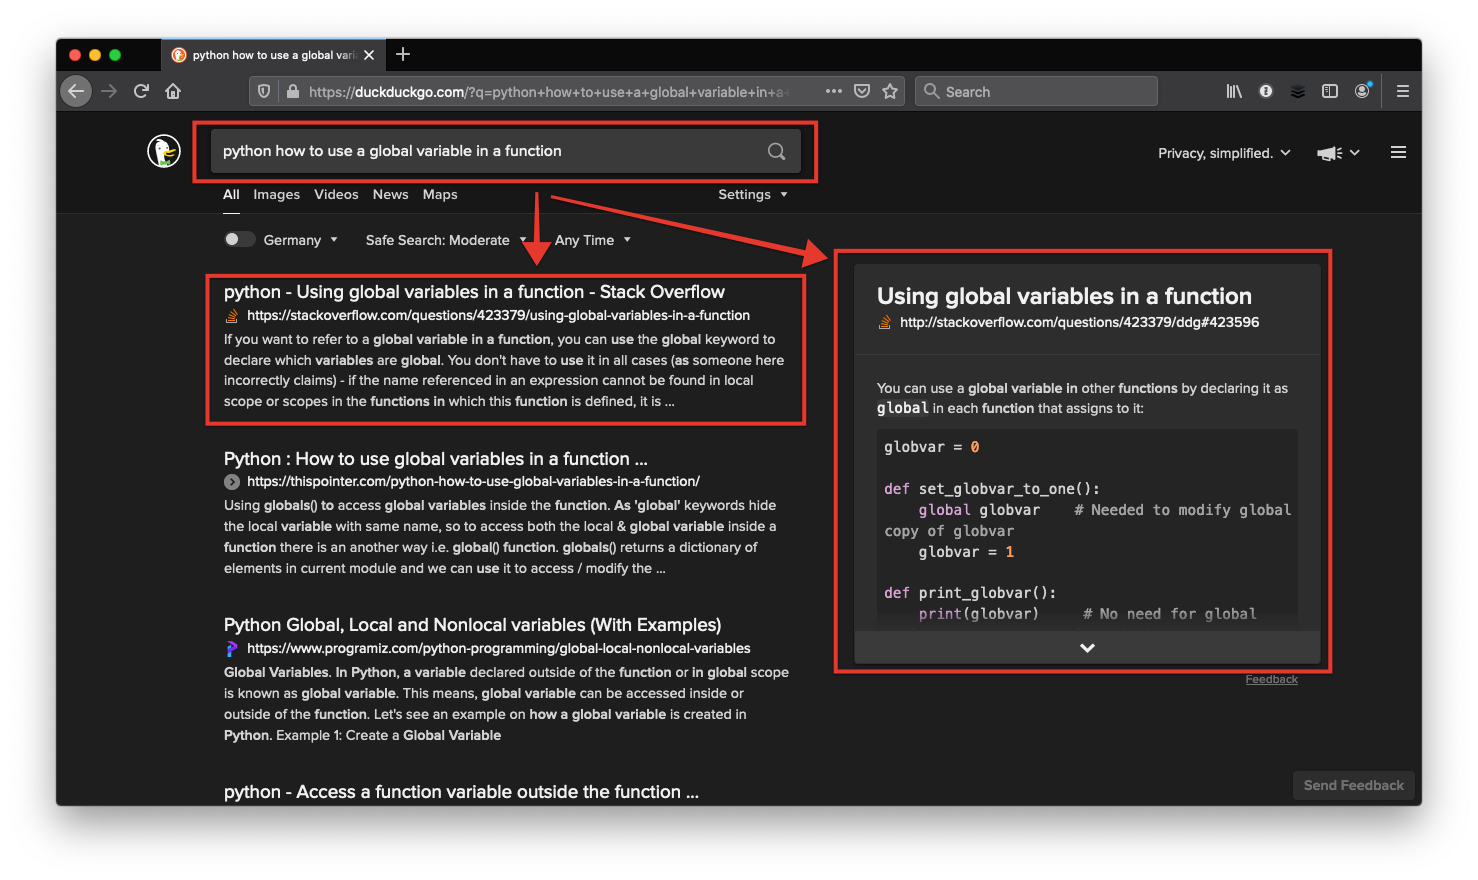 python how to use a global vari
https://duckduckgo.com/?q=python+how+to+use+a+global+variable+in+a+
Search
python how to use a global variable in a function
Privacy, simplified.
All Images Videos News Maps
Settings
Germany
Safe Search: Moderate
Any Time
python - Using global variables in a function - Stack Overflow
https://stackoverflow.com/questions/423379/using-global-variables-in-a-function
If you want to refer to a global variable in a function, you can use the global keyword to
declare which variables are global. You don't have to use it in all cases (as someone here
incorrectly claims) - if the name referenced in an expression cannot be found in local
scope or scopes in the functions in which this function is defined, it is ...
Python : How to use global variables in a function ...
https://thispointer.com/python-how-to-use-global-variables-in-a-function/
Using globals() to access global variables inside the function. As 'global' keywords hide
the local variable with same name, so to access both the local & global variable inside a
function there is an another way i.e. global() function. globals() returns a dictionary of
elements in current module and we can use it to access / modify the ...
Python Global, Local and Nonlocal variables (With Examples)
https://www.programiz.com/python-programming/global-local-nonlocal-variables
Global Variables. In Python, a variable declared outside of the function or in global scope
is known as global variable. This means, global variable can be accessed inside or
outside of the function. Let's see an example on how a global variable is created in
Python. Example 1: Create a Global Variable
python - Access a function variable outside the function ...
Using global variables in a function
http://stackoverflow.com/questions/423379/ddg#423596
You can use a global variable in other functions by declaring it as
global in each function that assigns to it:
globvar = 0
def set_globvar_to_one():
    global globvar    # Needed to modify global
copy of globvar
    globvar = 1
def print_globvar():
    print(globvar)     # No need for global
Feedback
Send Feedback